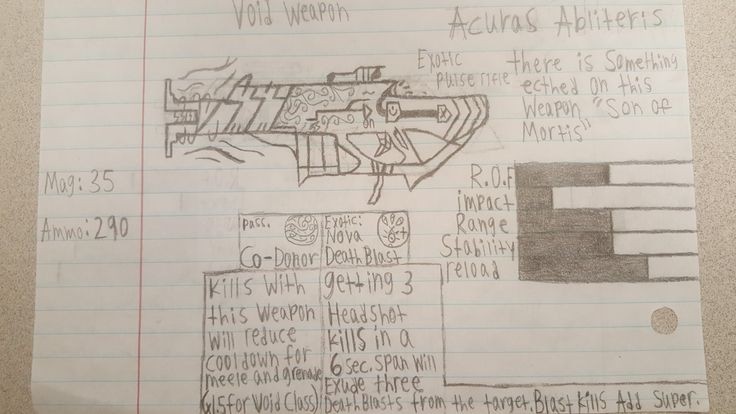 Void Weapon
Acuras Abliteris
Exotic
pulse rifle
there is something
ecthed on this
Weapon "Son of
Mortis"
on
Mag: 35
Ammo: 290
R.O.F
impact
Range
Stability
reload
Pass.
Co-Donor
Exotic:
Nova
Death Blast
Kills with
this weapon
will reduce
cooldown for
meele and grenade
(x1.5 for Void Class)
getting 3
Headshot
kills in a
6 sec. span will
Exude three
Death Blasts from the target. Blast Kills Add Super.